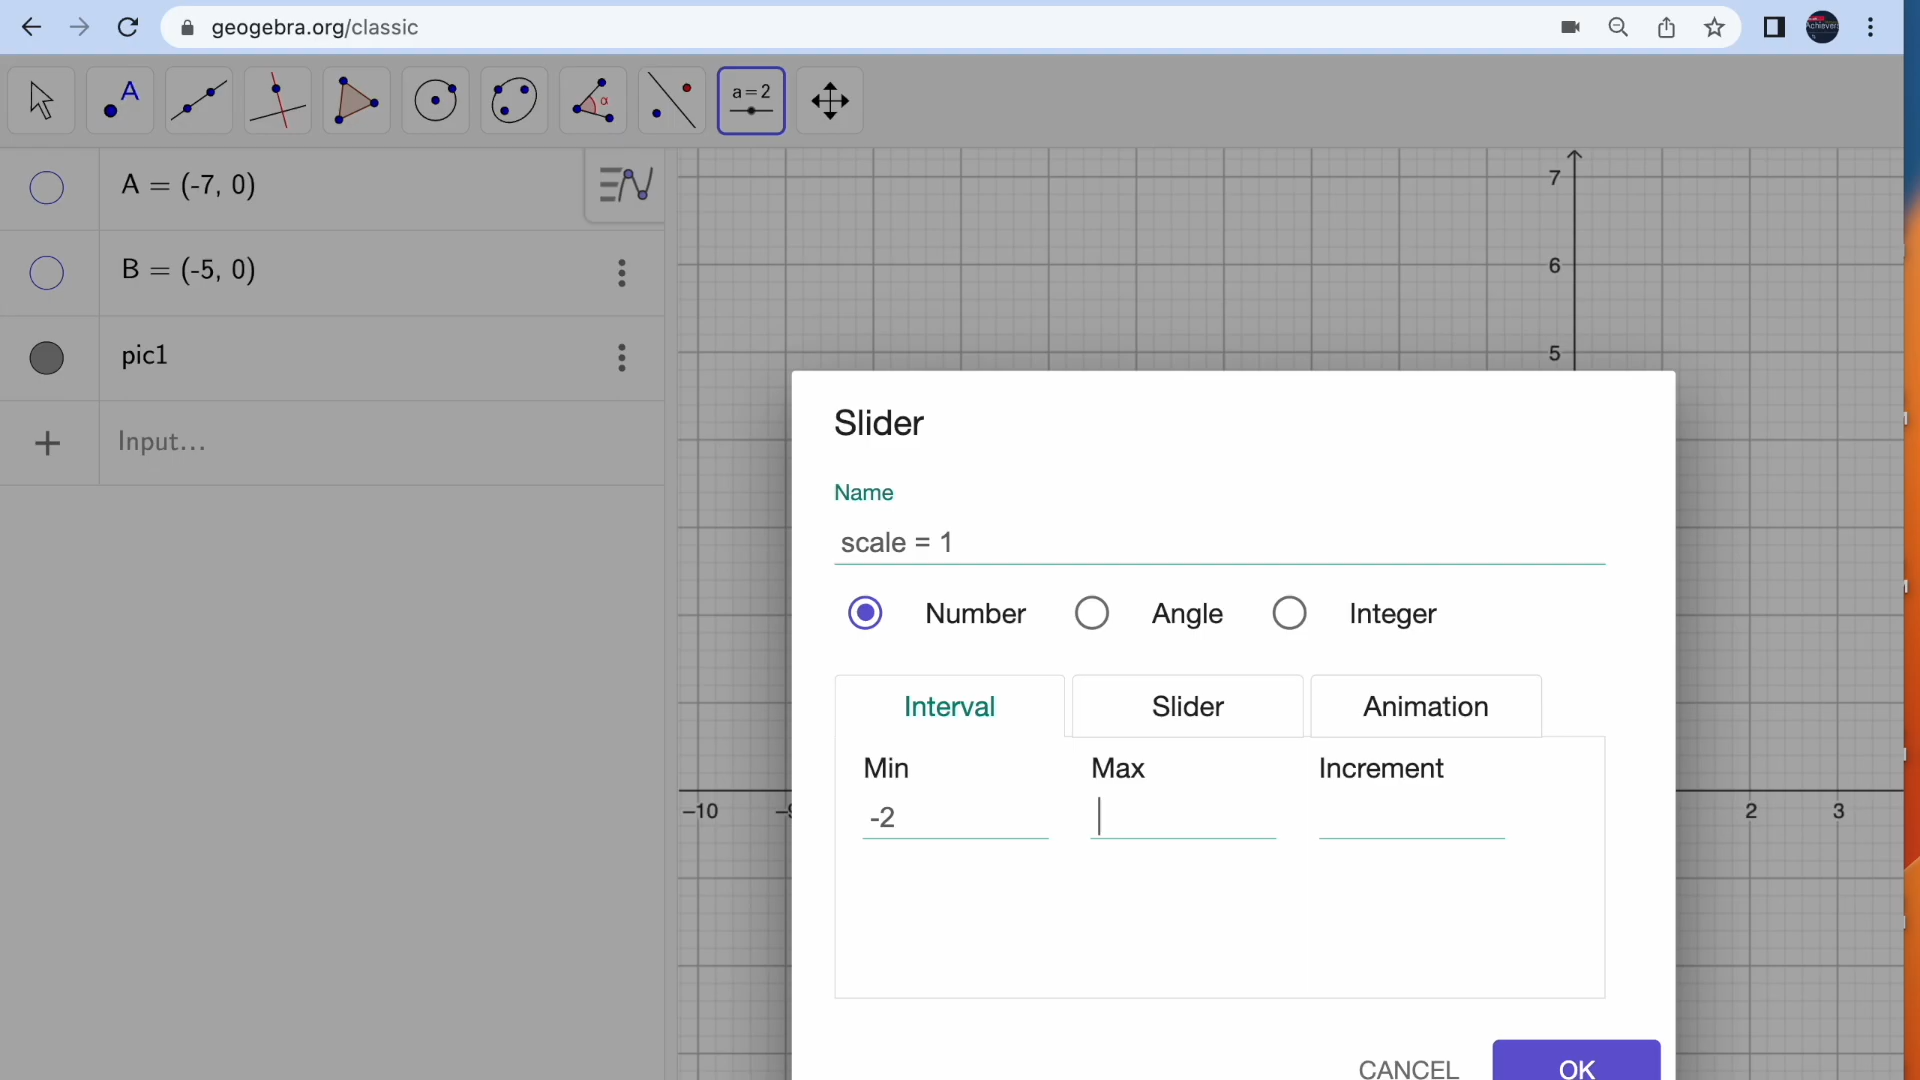 geogebra.org/classic
A
α
a = 2
A = (-7, 0)
B = (-5, 0)
pic1
Input...
7
6
5
Slider
Name
scale = 1
Number
Angle
Integer
Interval
Slider
Animation
Min
Max
Increment
-2
−10
2
3
CANCEL
OK